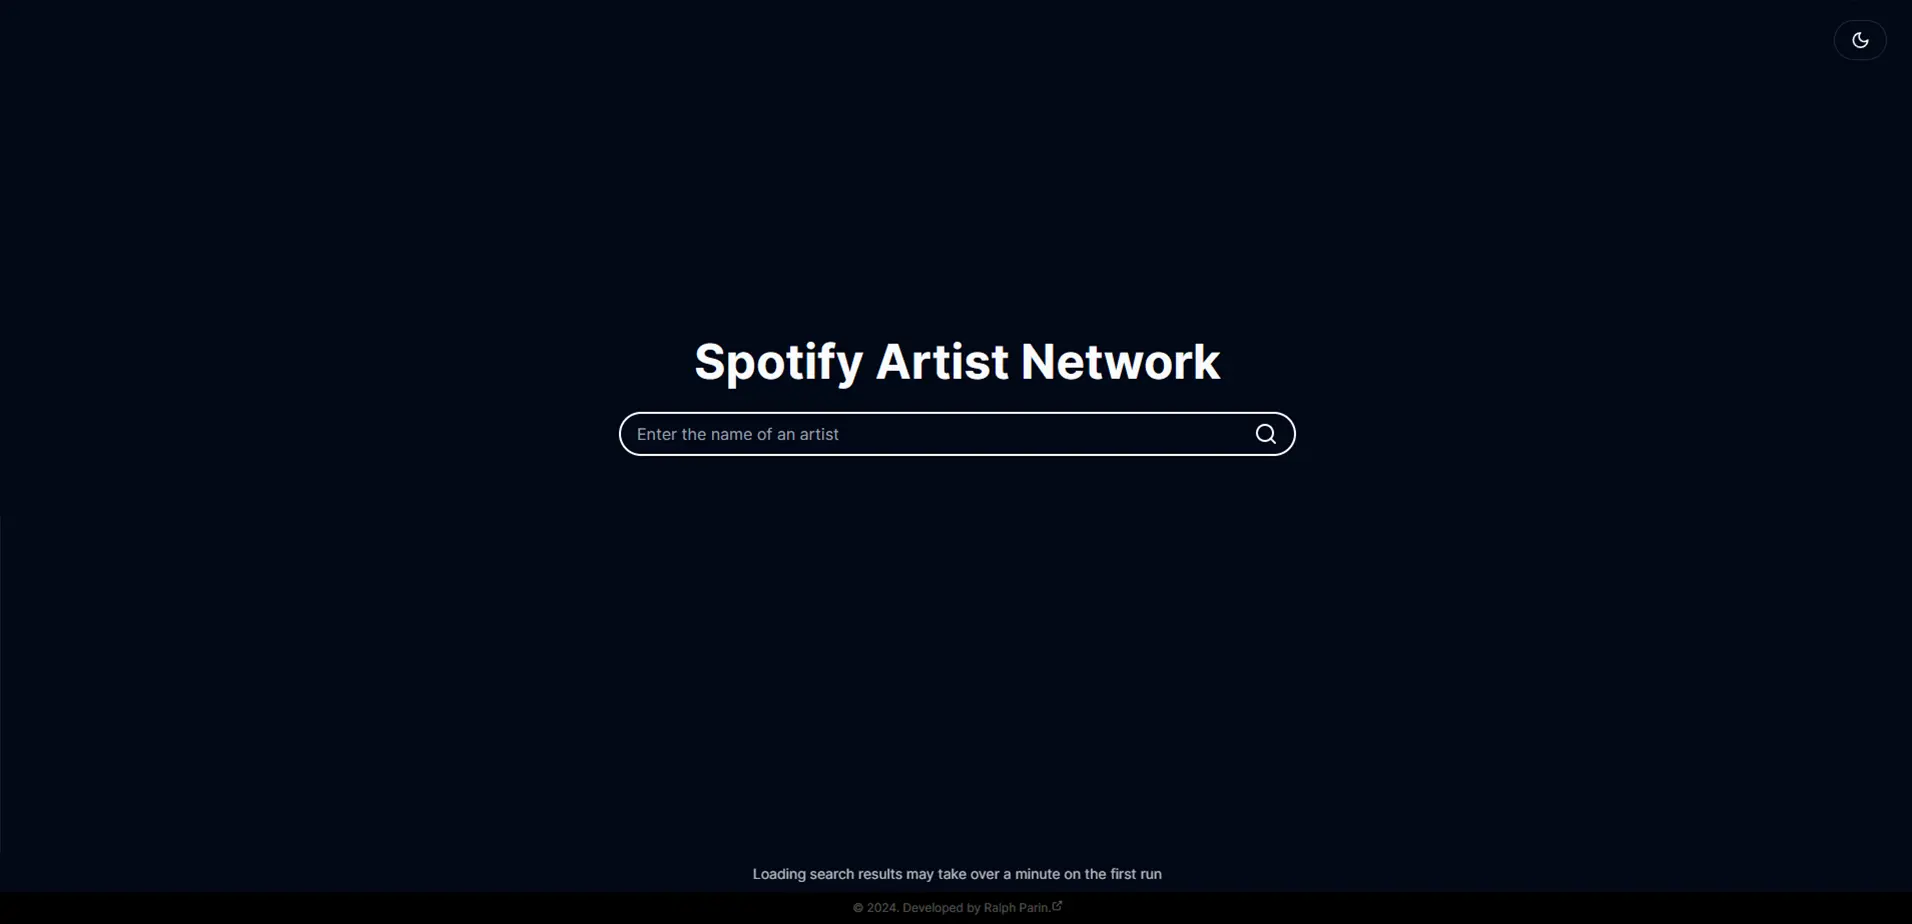 Spotify Artist Network
Enter the name of an artist
Loading search results may take over a minute on the first run
© 2024. Developed by Ralph Parin.